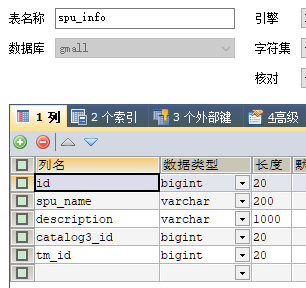 表名称 spu_info 引擎
数据库 gmall 字符集
核对
1 列 2 个索引 3 个外部键 4高级
列名 数据类型 长度
id bigint 20
spu_name varchar 200
description varchar 1000
catalog3_id bigint 20
tm_id bigint 20